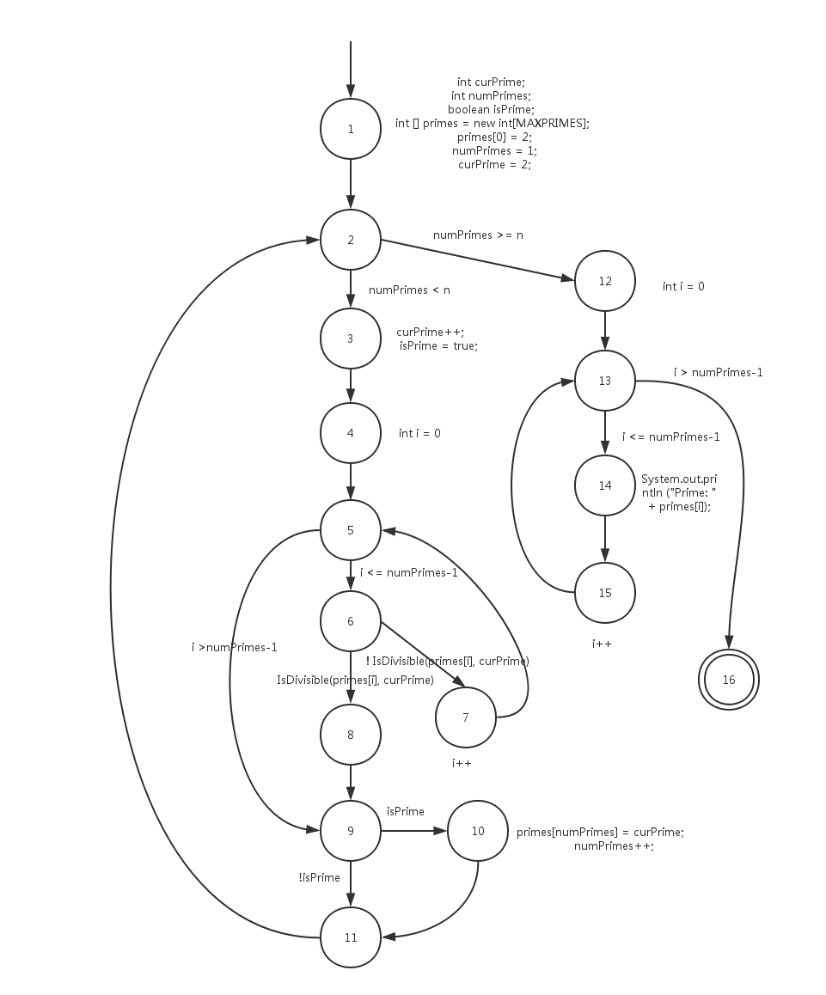 int curPrime;
int numPrimes;
boolean isPrime;
int [] primes = new int[MAXPRIMES];
primes[0] = 2;
numPrimes = 1;
curPrime = 2;
1
2
numPrimes >= n
numPrimes < n
12
int i = 0
3
curPrime++;
isPrime = true;
13
i > numPrimes-1
4
int i = 0
i <= numPrimes-1
14
System.out.pri
ntln ("Prime: "
+ primes[i]);
5
i <= numPrimes-1
15
i++
6
i >numPrimes-1
! IsDivisible(primes[i], curPrime)
IsDivisible(primes[i], curPrime)
16
7
i++
8
isPrime
9
10
primes[numPrimes] = curPrime;
numPrimes++;
!isPrime
11